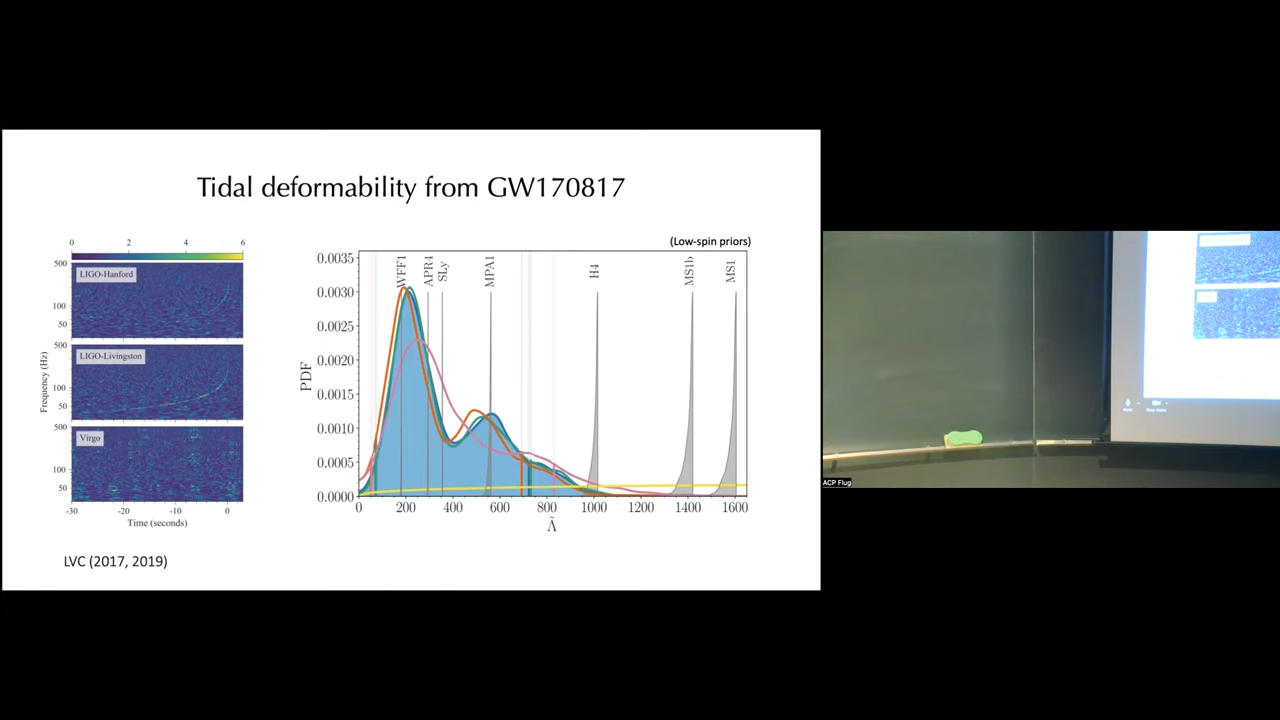 Tidal deformability from GW170817
0 2 4 6
500
LIGO-Hanford
100
50
500
LIGO-Livingston
100
50
Frequency (Hz)
500
Virgo
100
50
-30 -20 -10 0
Time (seconds)
(Low-spin priors)
0.0035
0.0030
0.0025
0.0020
0.0015
0.0010
0.0005
0.0000
PDF
WFF1
APR4
SLy
MPA1
H4
MS1b
MS1
0 200 400 600 800 1000 1200 1400 1600
Λ̃
LVC (2017, 2019)
ACP Flug